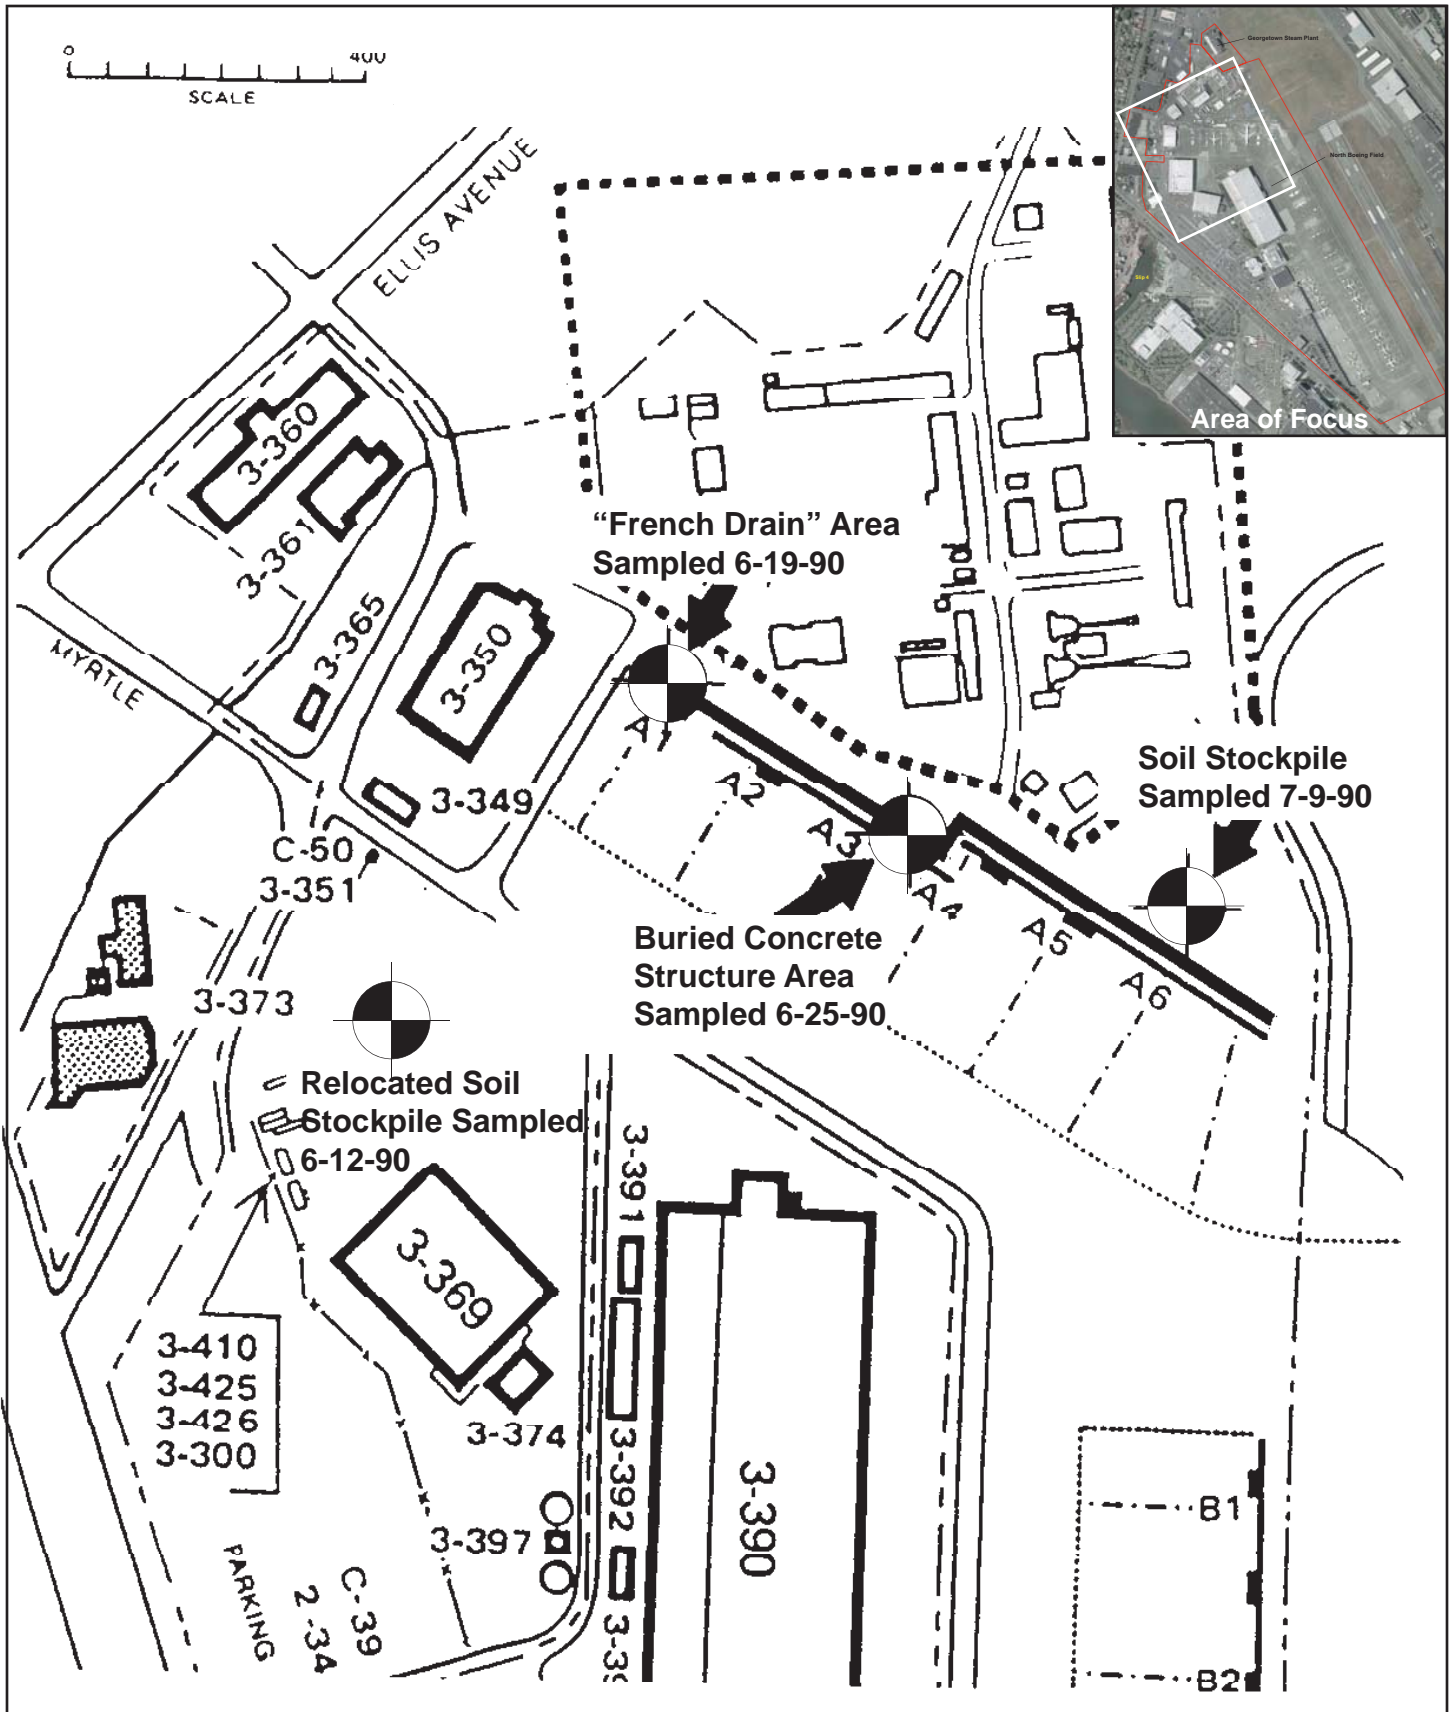 0
400
SCALE
Georgetown Steam Plant
North Boeing Field
Slip 4
Area of Focus
ELLIS AVENUE
3-360
3-361
3-365
MYRTLE
3-350
3-349
“French Drain” Area
Sampled 6-19-90
A1
A2
A3
A4
A5
A6
Soil Stockpile
Sampled 7-9-90
C-50
3-351
3-373
Buried Concrete
Structure Area
Sampled 6-25-90
Relocated Soil
Stockpile Sampled
6-12-90
3-391
3-369
3-410
3-425
3-426
3-300
3-374
3-392
3-390
3-397
B1
PARKING
C-39
2-34
3-39
B2